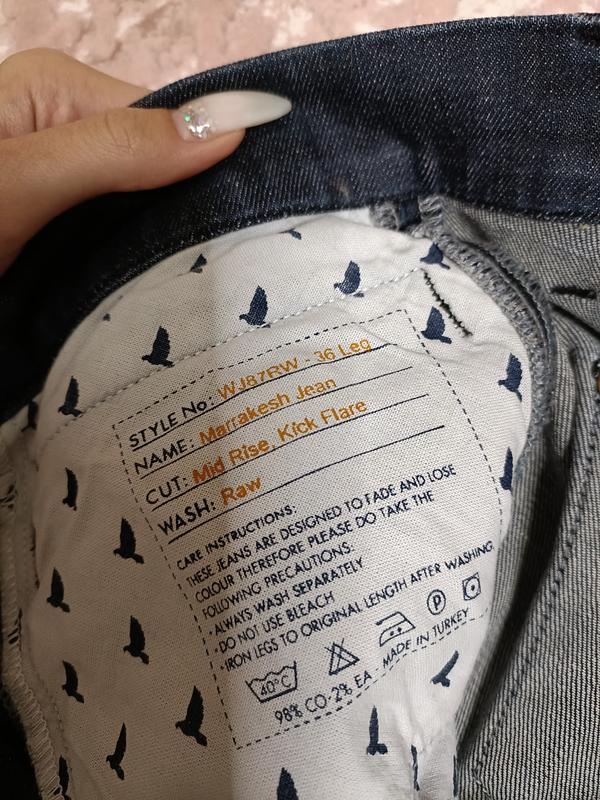 STYLE No: WJ87RW - 36 Leg
NAME: Marrakesh Jean
CUT: Mid Rise, Kick Flare
WASH: Raw
CARE INSTRUCTIONS:
THESE JEANS ARE DESIGNED TO FADE AND LOSE
COLOUR THEREFORE PLEASE DO TAKE THE
FOLLOWING PRECAUTIONS:
•ALWAYS WASH SEPARATELY
•DO NOT USE BLEACH
•IRON LEGS TO ORIGINAL LENGTH AFTER WASHING.
40°C P
98% CO-2% EA - MADE IN TURKEY